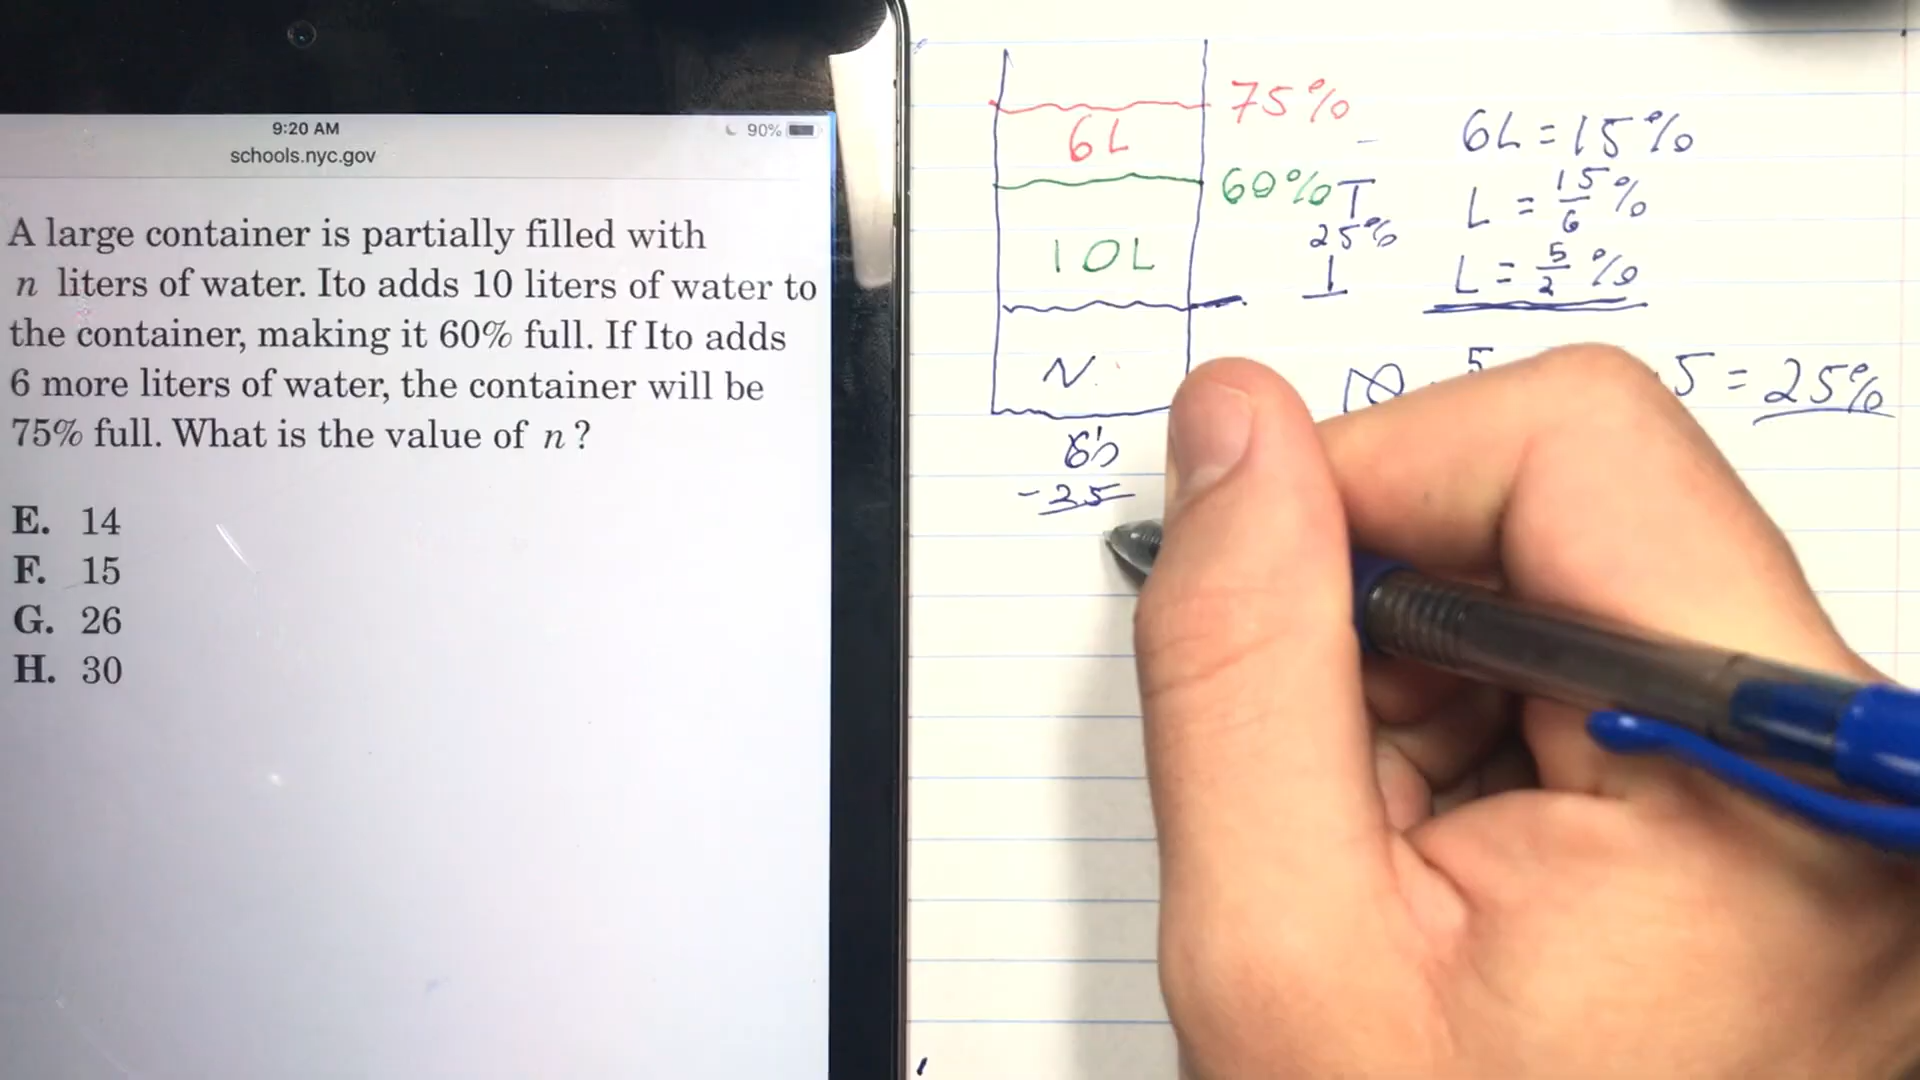 9:20 AM
90%
schools.nyc.gov
A large container is partially filled with
n liters of water. Ito adds 10 liters of water to
the container, making it 60% full. If Ito adds
6 more liters of water, the container will be
75% full. What is the value of n?
E. 14
F. 15
G. 26
H. 30
75%
6L
60%
25%
10L
N
60
-25
6L = 15%
L = 15/6 %
L = 5/2 %
5
5 = 25%